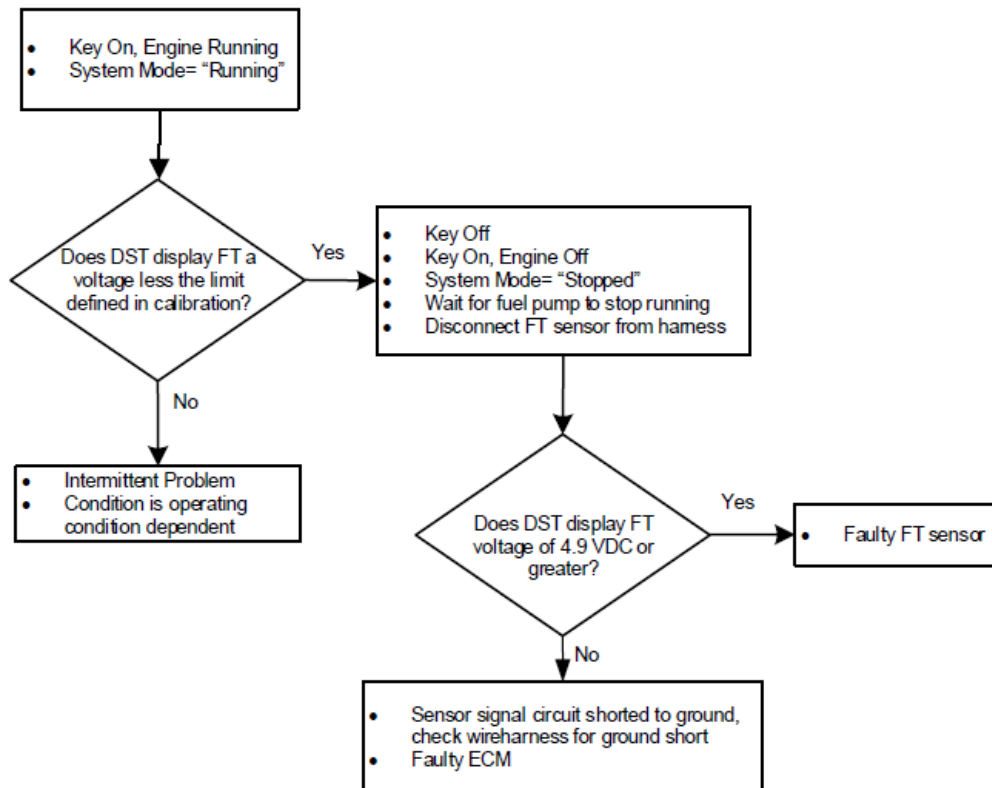 • Key On, Engine Running
• System Mode= “Running”
Does DST display FT a
voltage less the limit
defined in calibration?
Yes
• Key Off
• Key On, Engine Off
• System Mode= “Stopped”
• Wait for fuel pump to stop running
• Disconnect FT sensor from harness
No
• Intermittent Problem
• Condition is operating
condition dependent
Does DST display FT
voltage of 4.9 VDC or
greater?
Yes
• Faulty FT sensor
No
• Sensor signal circuit shorted to ground,
check wireharness for ground short
• Faulty ECM